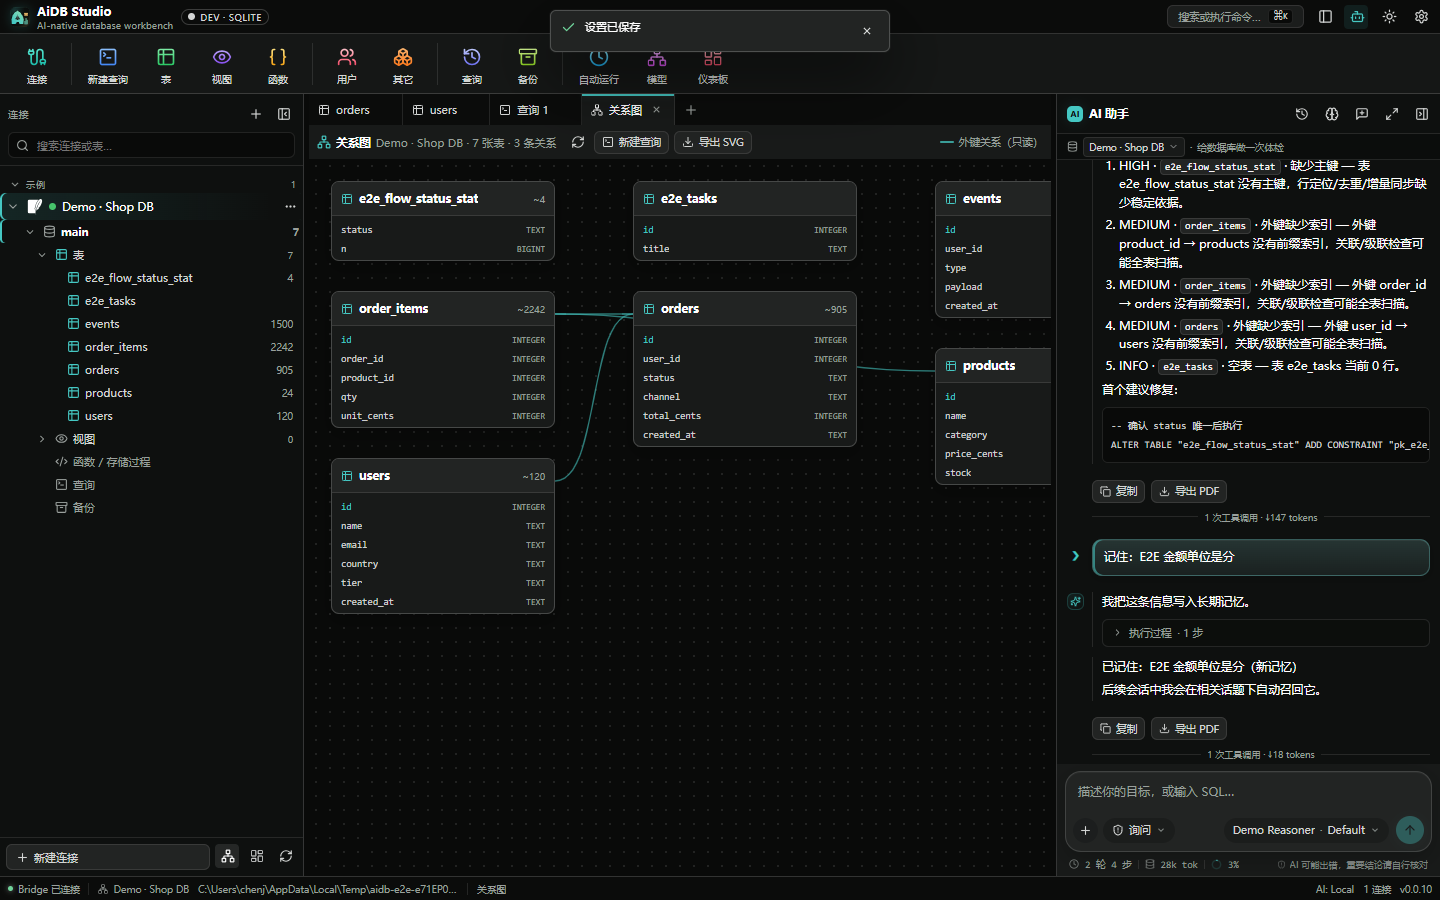 AiDB Studio
AI-native database workbench
DEV · SQLITE
设置已保存
搜索或执行命令... ⌘K
连接
新建查询
表
视图
函数
用户
其它
查询
备份
自动运行
模型
仪表板
连接
搜索连接或表...
示例 1
Demo · Shop DB
main 7
表 7
e2e_flow_status_stat 4
e2e_tasks
events 1500
order_items 2242
orders 905
products 24
users 120
视图 0
函数 / 存储过程
查询
备份
新建连接
orders
users
查询 1
关系图
关系图 Demo · Shop DB · 7 张表 · 3 条关系
新建查询
导出 SVG
外键关系（只读）
e2e_flow_status_stat ~4
status TEXT
n BIGINT
e2e_tasks
id INTEGER
title TEXT
events
id
user_id
type
payload
created_at
order_items ~2242
id INTEGER
order_id INTEGER
product_id INTEGER
qty INTEGER
unit_cents INTEGER
orders ~905
id INTEGER
user_id INTEGER
status TEXT
channel TEXT
total_cents INTEGER
created_at TEXT
products
id
name
category
price_cents
stock
users ~120
id INTEGER
name TEXT
email TEXT
country TEXT
tier TEXT
created_at TEXT
AI AI 助手
Demo · Shop DB · 给数据库做一次体检
1. HIGH · e2e_flow_status_stat · 缺少主键 — 表
e2e_flow_status_stat 没有主键，行定位/去重/增量同步缺
少稳定依据。
2. MEDIUM · order_items · 外键缺少索引 — 外键
product_id → products 没有前缀索引，关联/级联检查可
能全表扫描。
3. MEDIUM · order_items · 外键缺少索引 — 外键 order_id
→ orders 没有前缀索引，关联/级联检查可能全表扫描。
4. MEDIUM · orders · 外键缺少索引 — 外键 user_id →
users 没有前缀索引，关联/级联检查可能全表扫描。
5. INFO · e2e_tasks · 空表 — 表 e2e_tasks 当前 0 行。
首个建议修复：
-- 确认 status 唯一后执行
ALTER TABLE "e2e_flow_status_stat" ADD CONSTRAINT "pk_e2e_
复制
导出 PDF
1 次工具调用 · ↓147 tokens
记住：E2E 金额单位是分
我把这条信息写入长期记忆。
执行过程 · 1 步
已记住：E2E 金额单位是分（新记忆）
后续会话中我会在相关话题下自动召回它。
复制
导出 PDF
1 次工具调用 · ↓18 tokens
描述你的目标，或输入 SQL...
询问
Demo Reasoner · Default
2 轮 4 步
28k tok
3%
AI 可能出错，重要结论请自行核对
Bridge 已连接
Demo · Shop DB
C:\Users\chenj\AppData\Local\Temp\aidb-e2e-e71EP0...
关系图
AI: Local
1 连接
v0.0.10